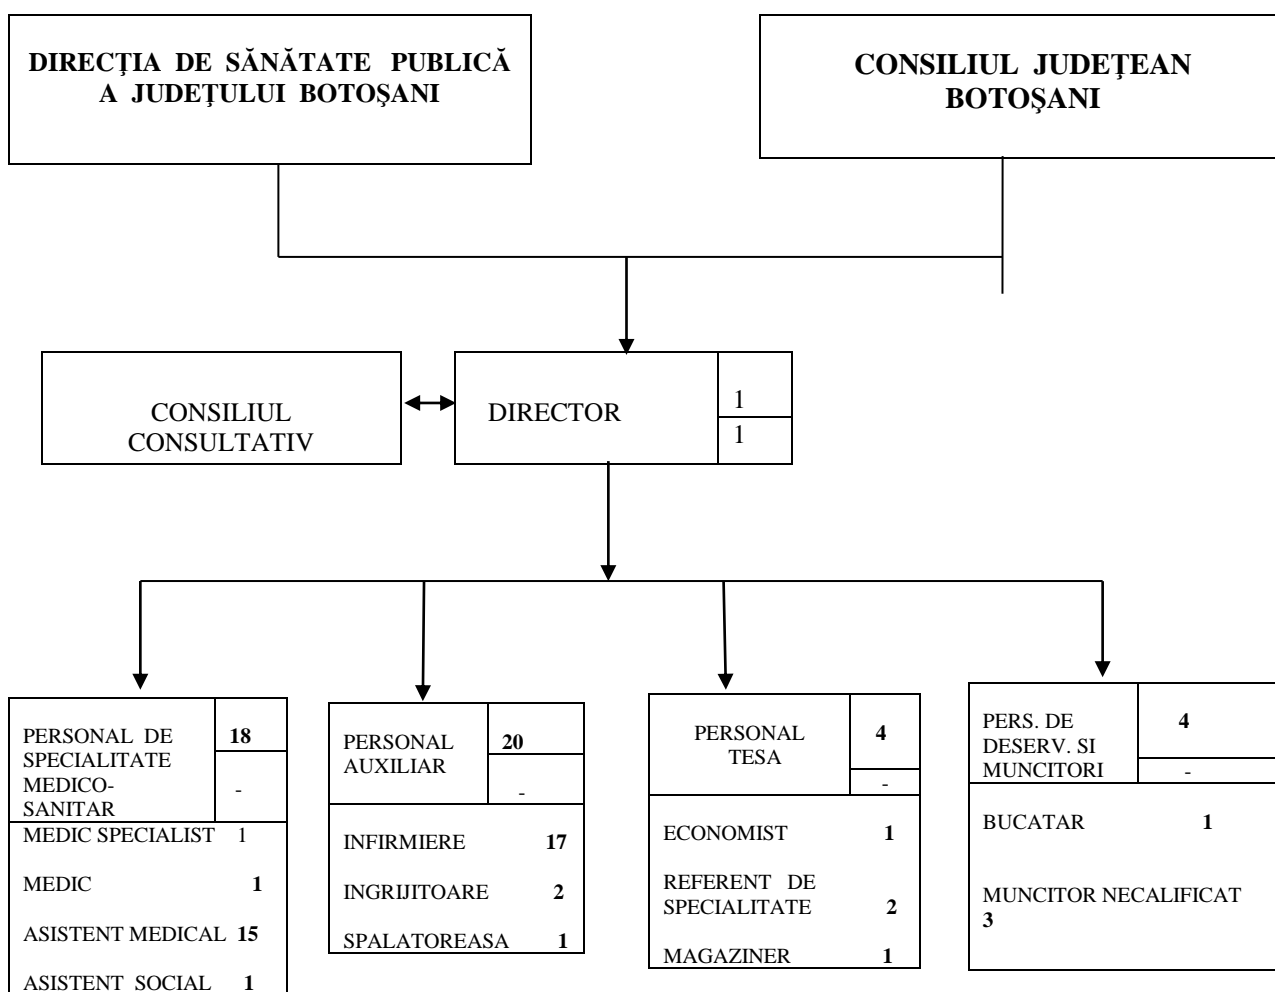 DIRECŢIA DE SĂNĂTATE PUBLICĂ
A JUDEŢULUI BOTOŞANI
CONSILIUL JUDEŢEAN
BOTOŞANI
CONSILIUL
CONSULTATIV
DIRECTOR
1
1
PERSONAL DE
SPECIALITATE
MEDICO-
SANITAR
18
-
MEDIC SPECIALIST 1
MEDIC 1
ASISTENT MEDICAL 15
ASISTENT SOCIAL 1
PERSONAL
AUXILIAR
20
-
INFIRMIERE 17
INGRIJITOARE 2
SPALATOREASA 1
PERSONAL
TESA
4
-
ECONOMIST 1
REFERENT DE
SPECIALITATE 2
MAGAZINER 1
PERS. DE
DESERV. SI
MUNCITORI
4
-
BUCATAR 1
MUNCITOR NECALIFICAT
3